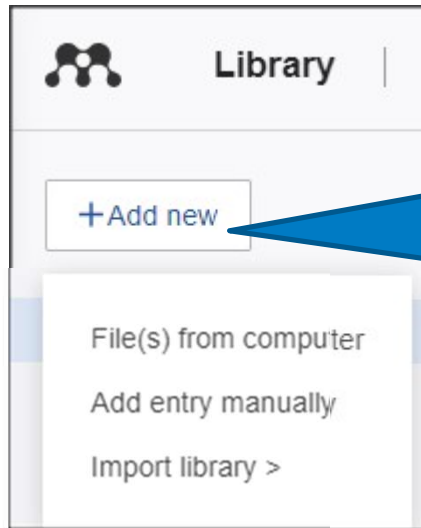 Library
+Add new
File(s) from computer
Add entry manually
Import library >